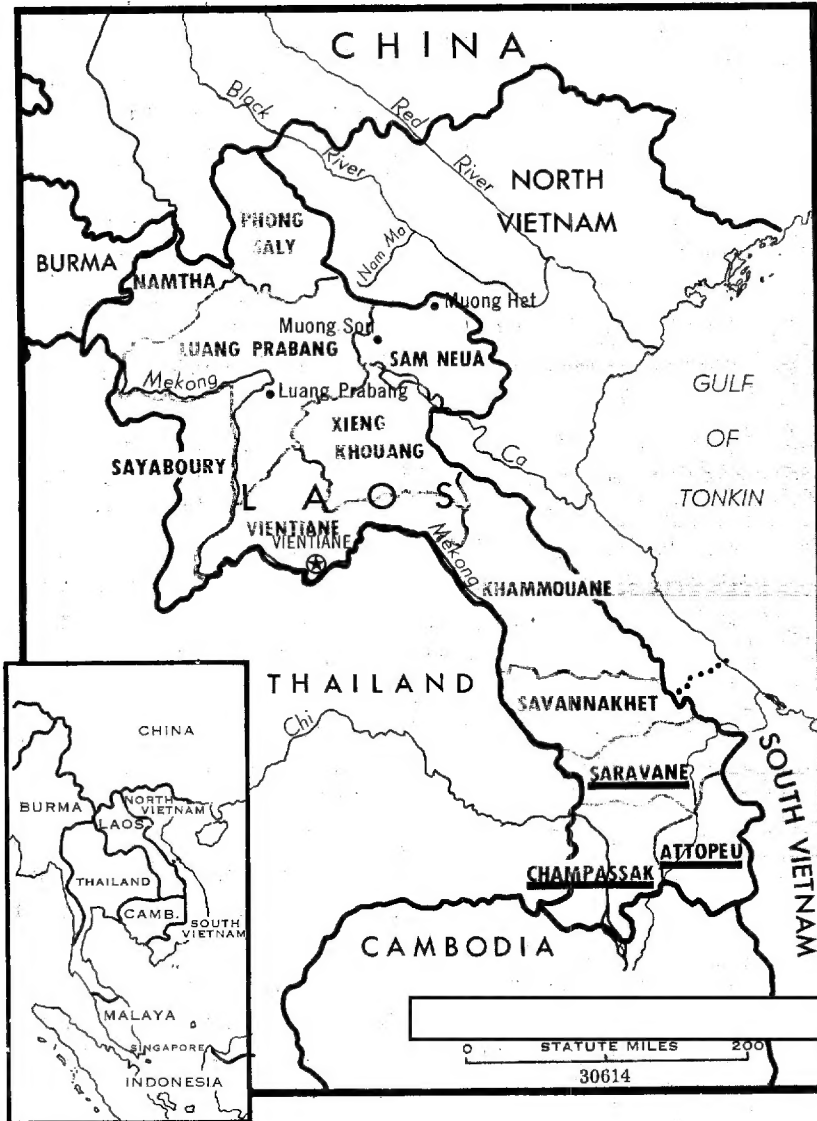 CHINA
Black
River
Red
River
NORTH
VIETNAM
PHONG
SALY
BURMA
NAMTHA
Nam Ma
Muong Het
Muong Son
LUANG PRABANG
SAM NEUA
Mekong
Luang Prabang
GULF
OF
TONKIN
XIENG
KHOUANG
SAYABOURY
Ca
LAOS
VIENTIANE
VIENTIANE
Mekong
KHAMMOUANE
THAILAND
SAVANNAKHET
Chi
SARAVANE
SOUTH VIETNAM
ATTOPEU
CHAMPASSAK
CAMBODIA
0 STATUTE MILES 200
30614
CHINA
BURMA
NORTH
VIETNAM
LAOS
THAILAND
CAMB.
SOUTH
VIETNAM
MALAYA
SINGAPORE
INDONESIA